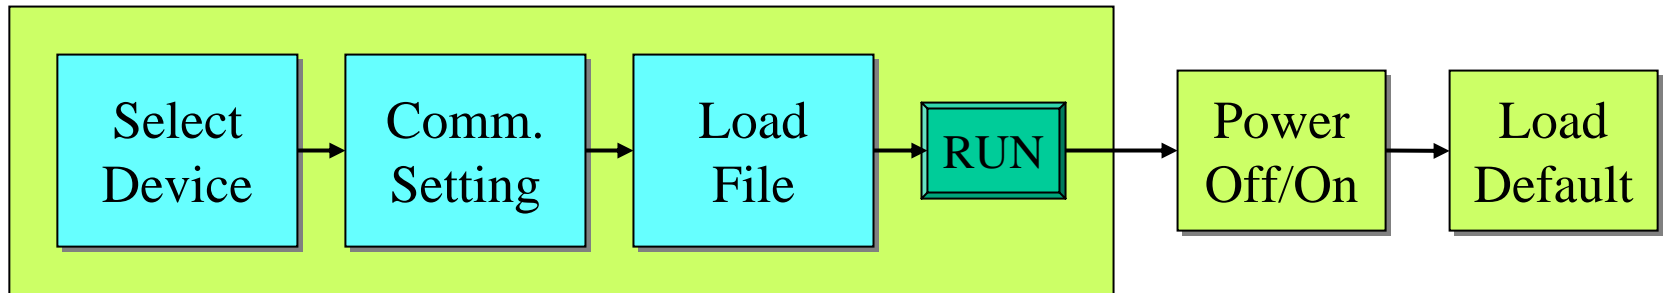 Select
Device
Comm.
Setting
Load
File
RUN
Power
Off/On
Load
Default